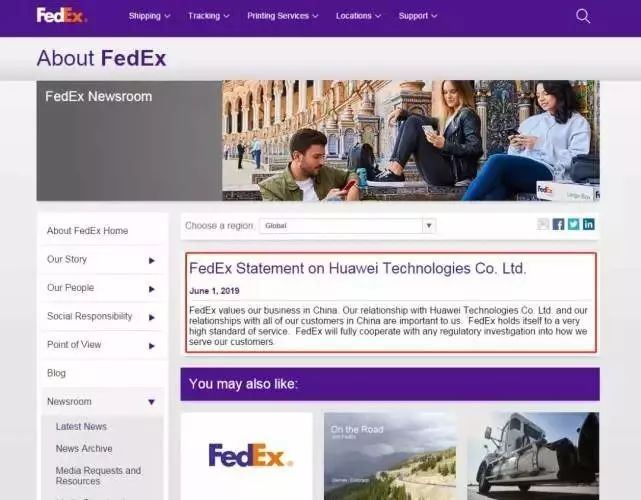 FedEx®
Shipping
Tracking
Printing Services
Locations
Support
About FedEx
FedEx Newsroom
FedEx
About FedEx Home
Our Story
Our People
Social Responsibility
Point of View
Blog
Newsroom
Latest News
News Archive
Media Requests and
Resources
Choose a region
Global
FedEx Statement on Huawei Technologies Co. Ltd.
June 1, 2019
FedEx values our business in China. Our relationship with Huawei Technologies Co. Ltd. and our
relationships with all of our customers in China are important to us. FedEx holds itself to a very
high standard of service. FedEx will fully cooperate with any regulatory investigation into how we
serve our customers.
You may also like:
FedEx®
On the Road